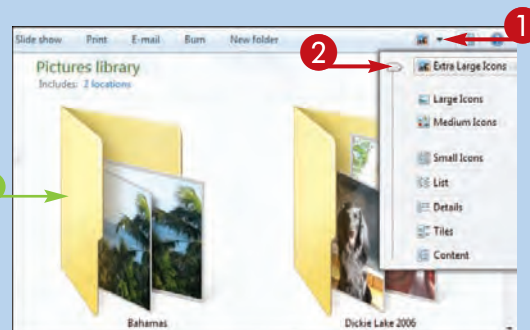 Slide show Print E-mail Burn New folder
1
2
Pictures library
Includes: 2 locations
Extra Large Icons
Large Icons
Medium Icons
Small Icons
List
Details
Tiles
Content
Bahamas Dickie Lake 2006